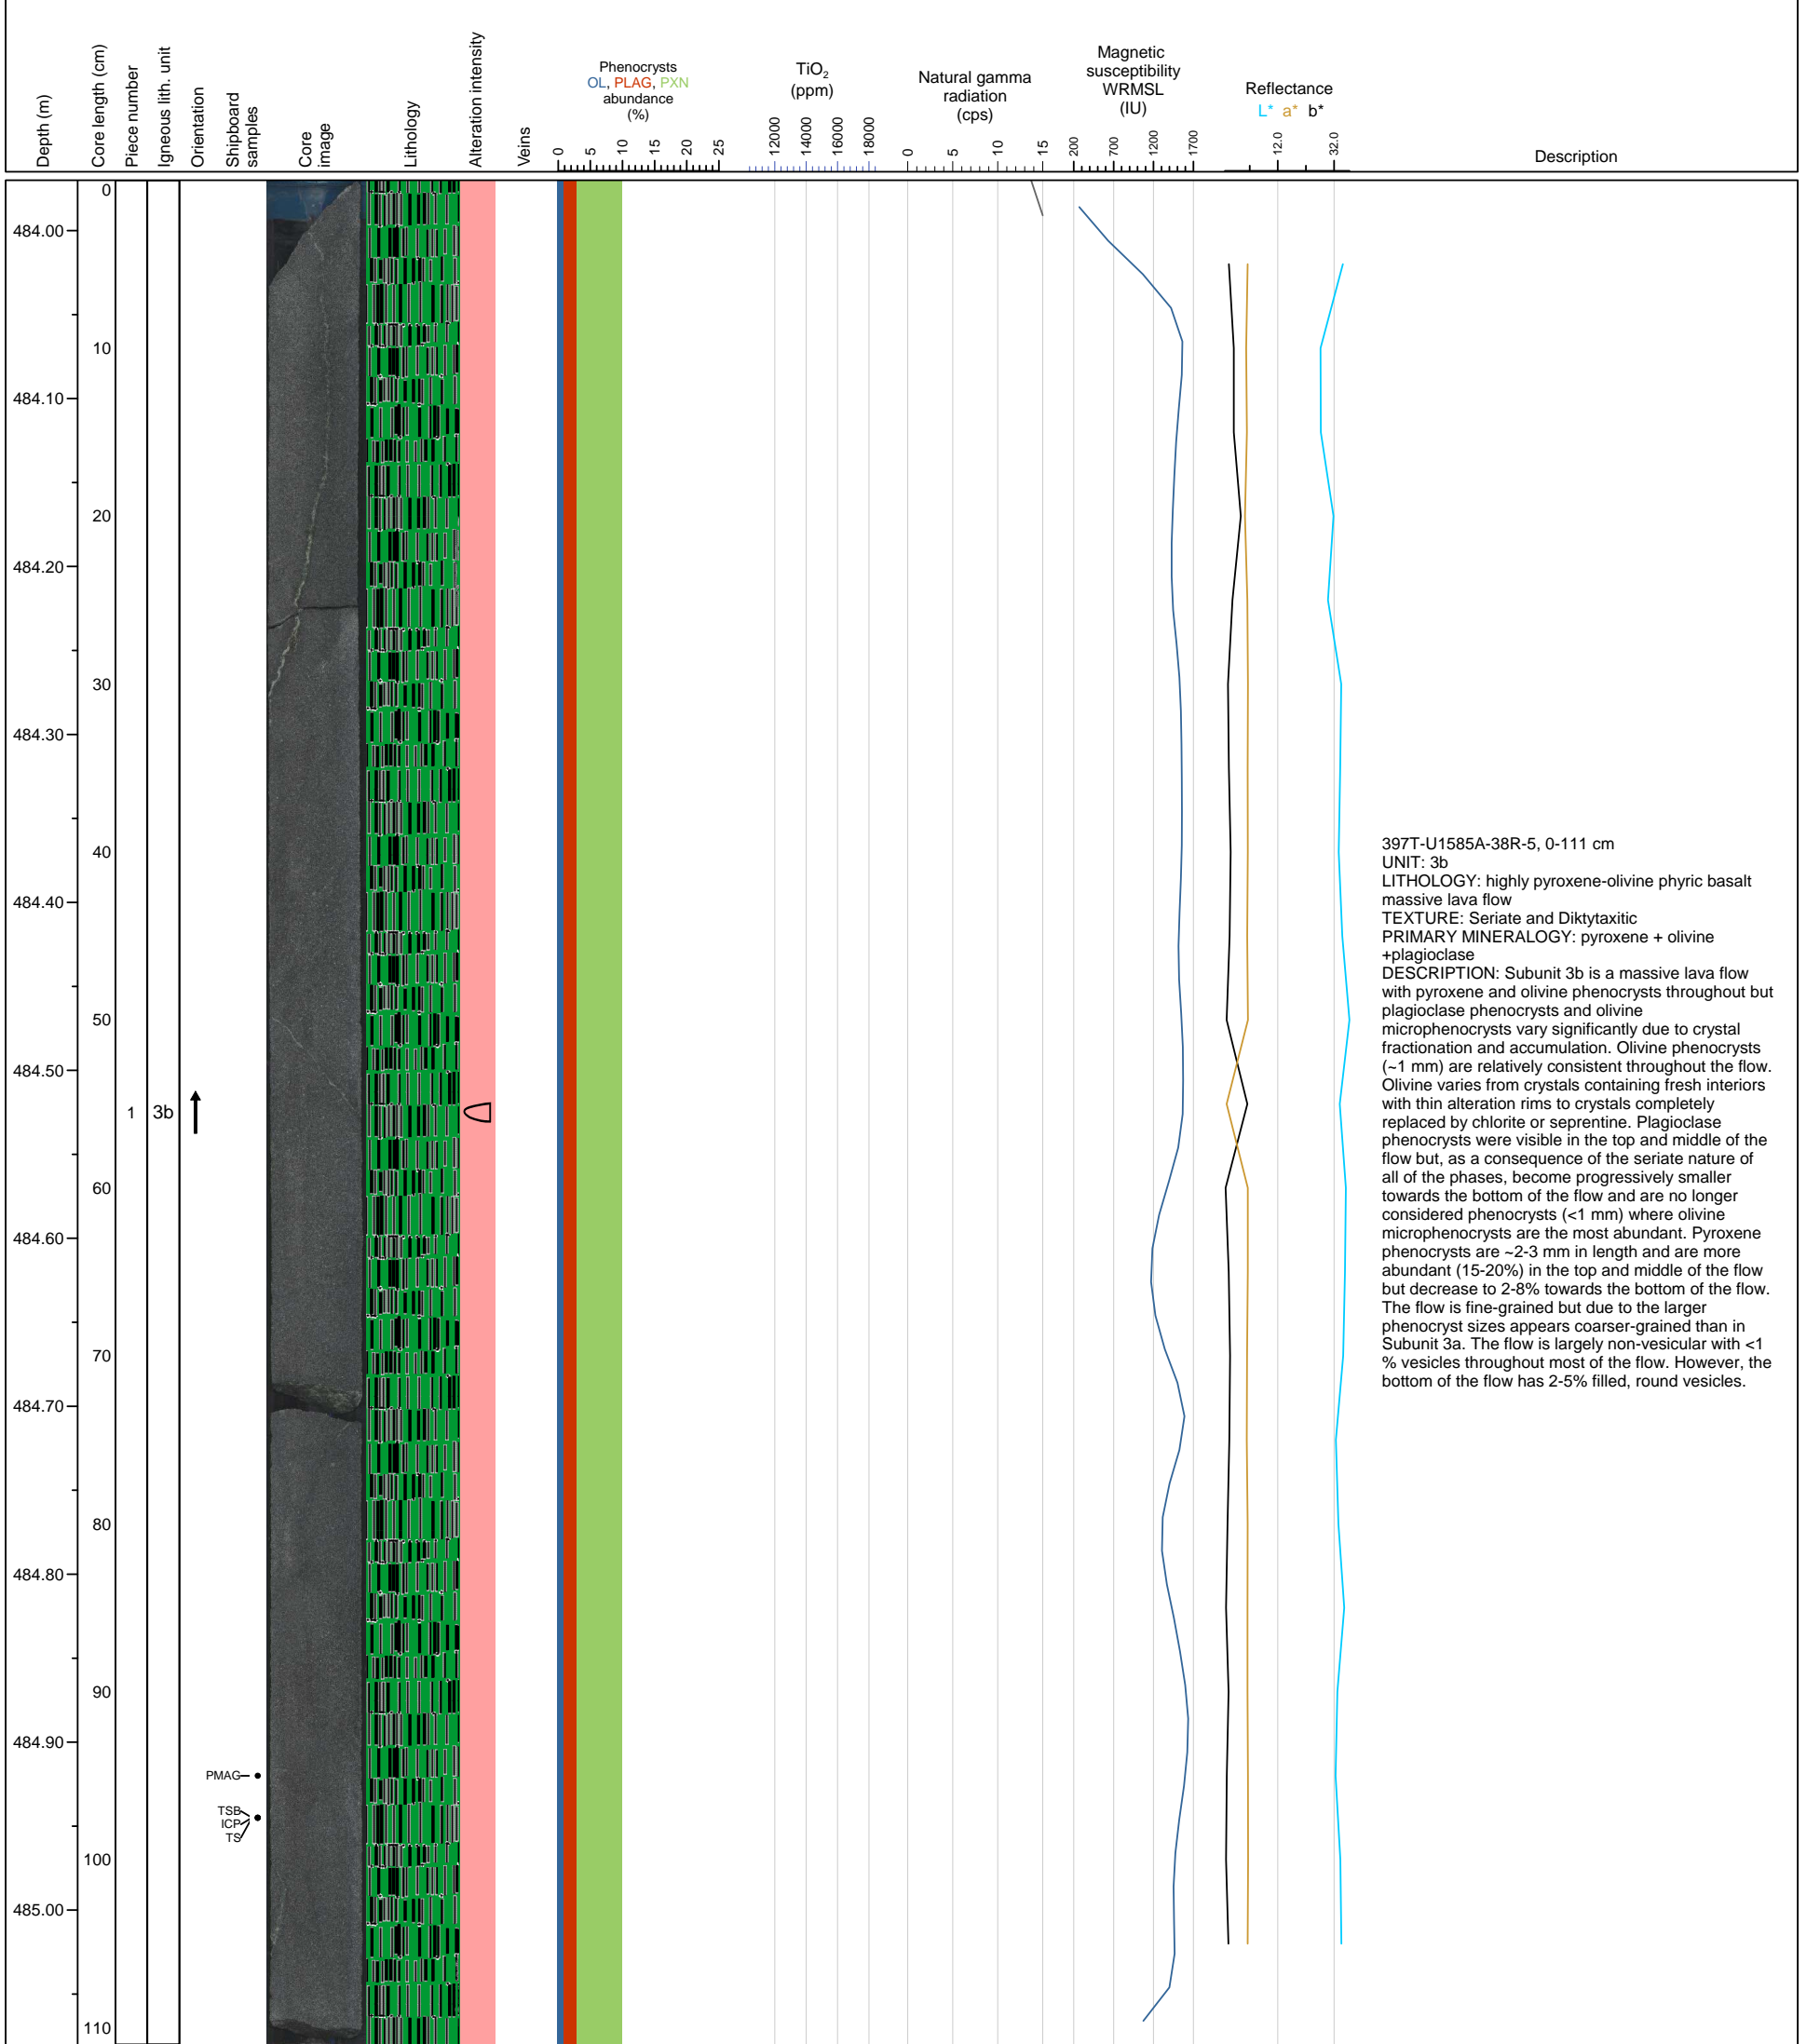 Depth (m)
Core length (cm)
Piece number
Igneous lith. unit
Orientation
Shipboard
samples
Core
image
Lithology
Alteration intensity
Veins
Phenocrysts
OL, PLAG, PXN
abundance
(%)
0 5 10 15 20 25
TiO2
(ppm)
12000 14000 16000 18000
Natural gamma
radiation
(cps)
0 5 10 15
Magnetic
susceptibility
WRMSL
(IU)
200 700 1200 1700
Reflectance
L* a* b*
12.0 32.0
Description
0
484.00
10
484.10
20
484.20
30
484.30
40
484.40
50
484.50
1 3b
60
484.60
70
484.70
80
484.80
90
484.90
PMAG
TSB
ICP
TS
100
485.00
110
397T-U1585A-38R-5, 0-111 cm
UNIT: 3b
LITHOLOGY: highly pyroxene-olivine phyric basalt
massive lava flow
TEXTURE: Seriate and Diktytaxitic
PRIMARY MINERALOGY: pyroxene + olivine
+plagioclase
DESCRIPTION: Subunit 3b is a massive lava flow
with pyroxene and olivine phenocrysts throughout but
plagioclase phenocrysts and olivine
microphenocrysts vary significantly due to crystal
fractionation and accumulation. Olivine phenocrysts
(~1 mm) are relatively consistent throughout the flow.
Olivine varies from crystals containing fresh interiors
with thin alteration rims to crystals completely
replaced by chlorite or seprentine. Plagioclase
phenocrysts were visible in the top and middle of the
flow but, as a consequence of the seriate nature of
all of the phases, become progressively smaller
towards the bottom of the flow and are no longer
considered phenocrysts (<1 mm) where olivine
microphenocrysts are the most abundant. Pyroxene
phenocrysts are ~2-3 mm in length and are more
abundant (15-20%) in the top and middle of the flow
but decrease to 2-8% towards the bottom of the flow.
The flow is fine-grained but due to the larger
phenocryst sizes appears coarser-grained than in
Subunit 3a. The flow is largely non-vesicular with <1
% vesicles throughout most of the flow. However, the
bottom of the flow has 2-5% filled, round vesicles.